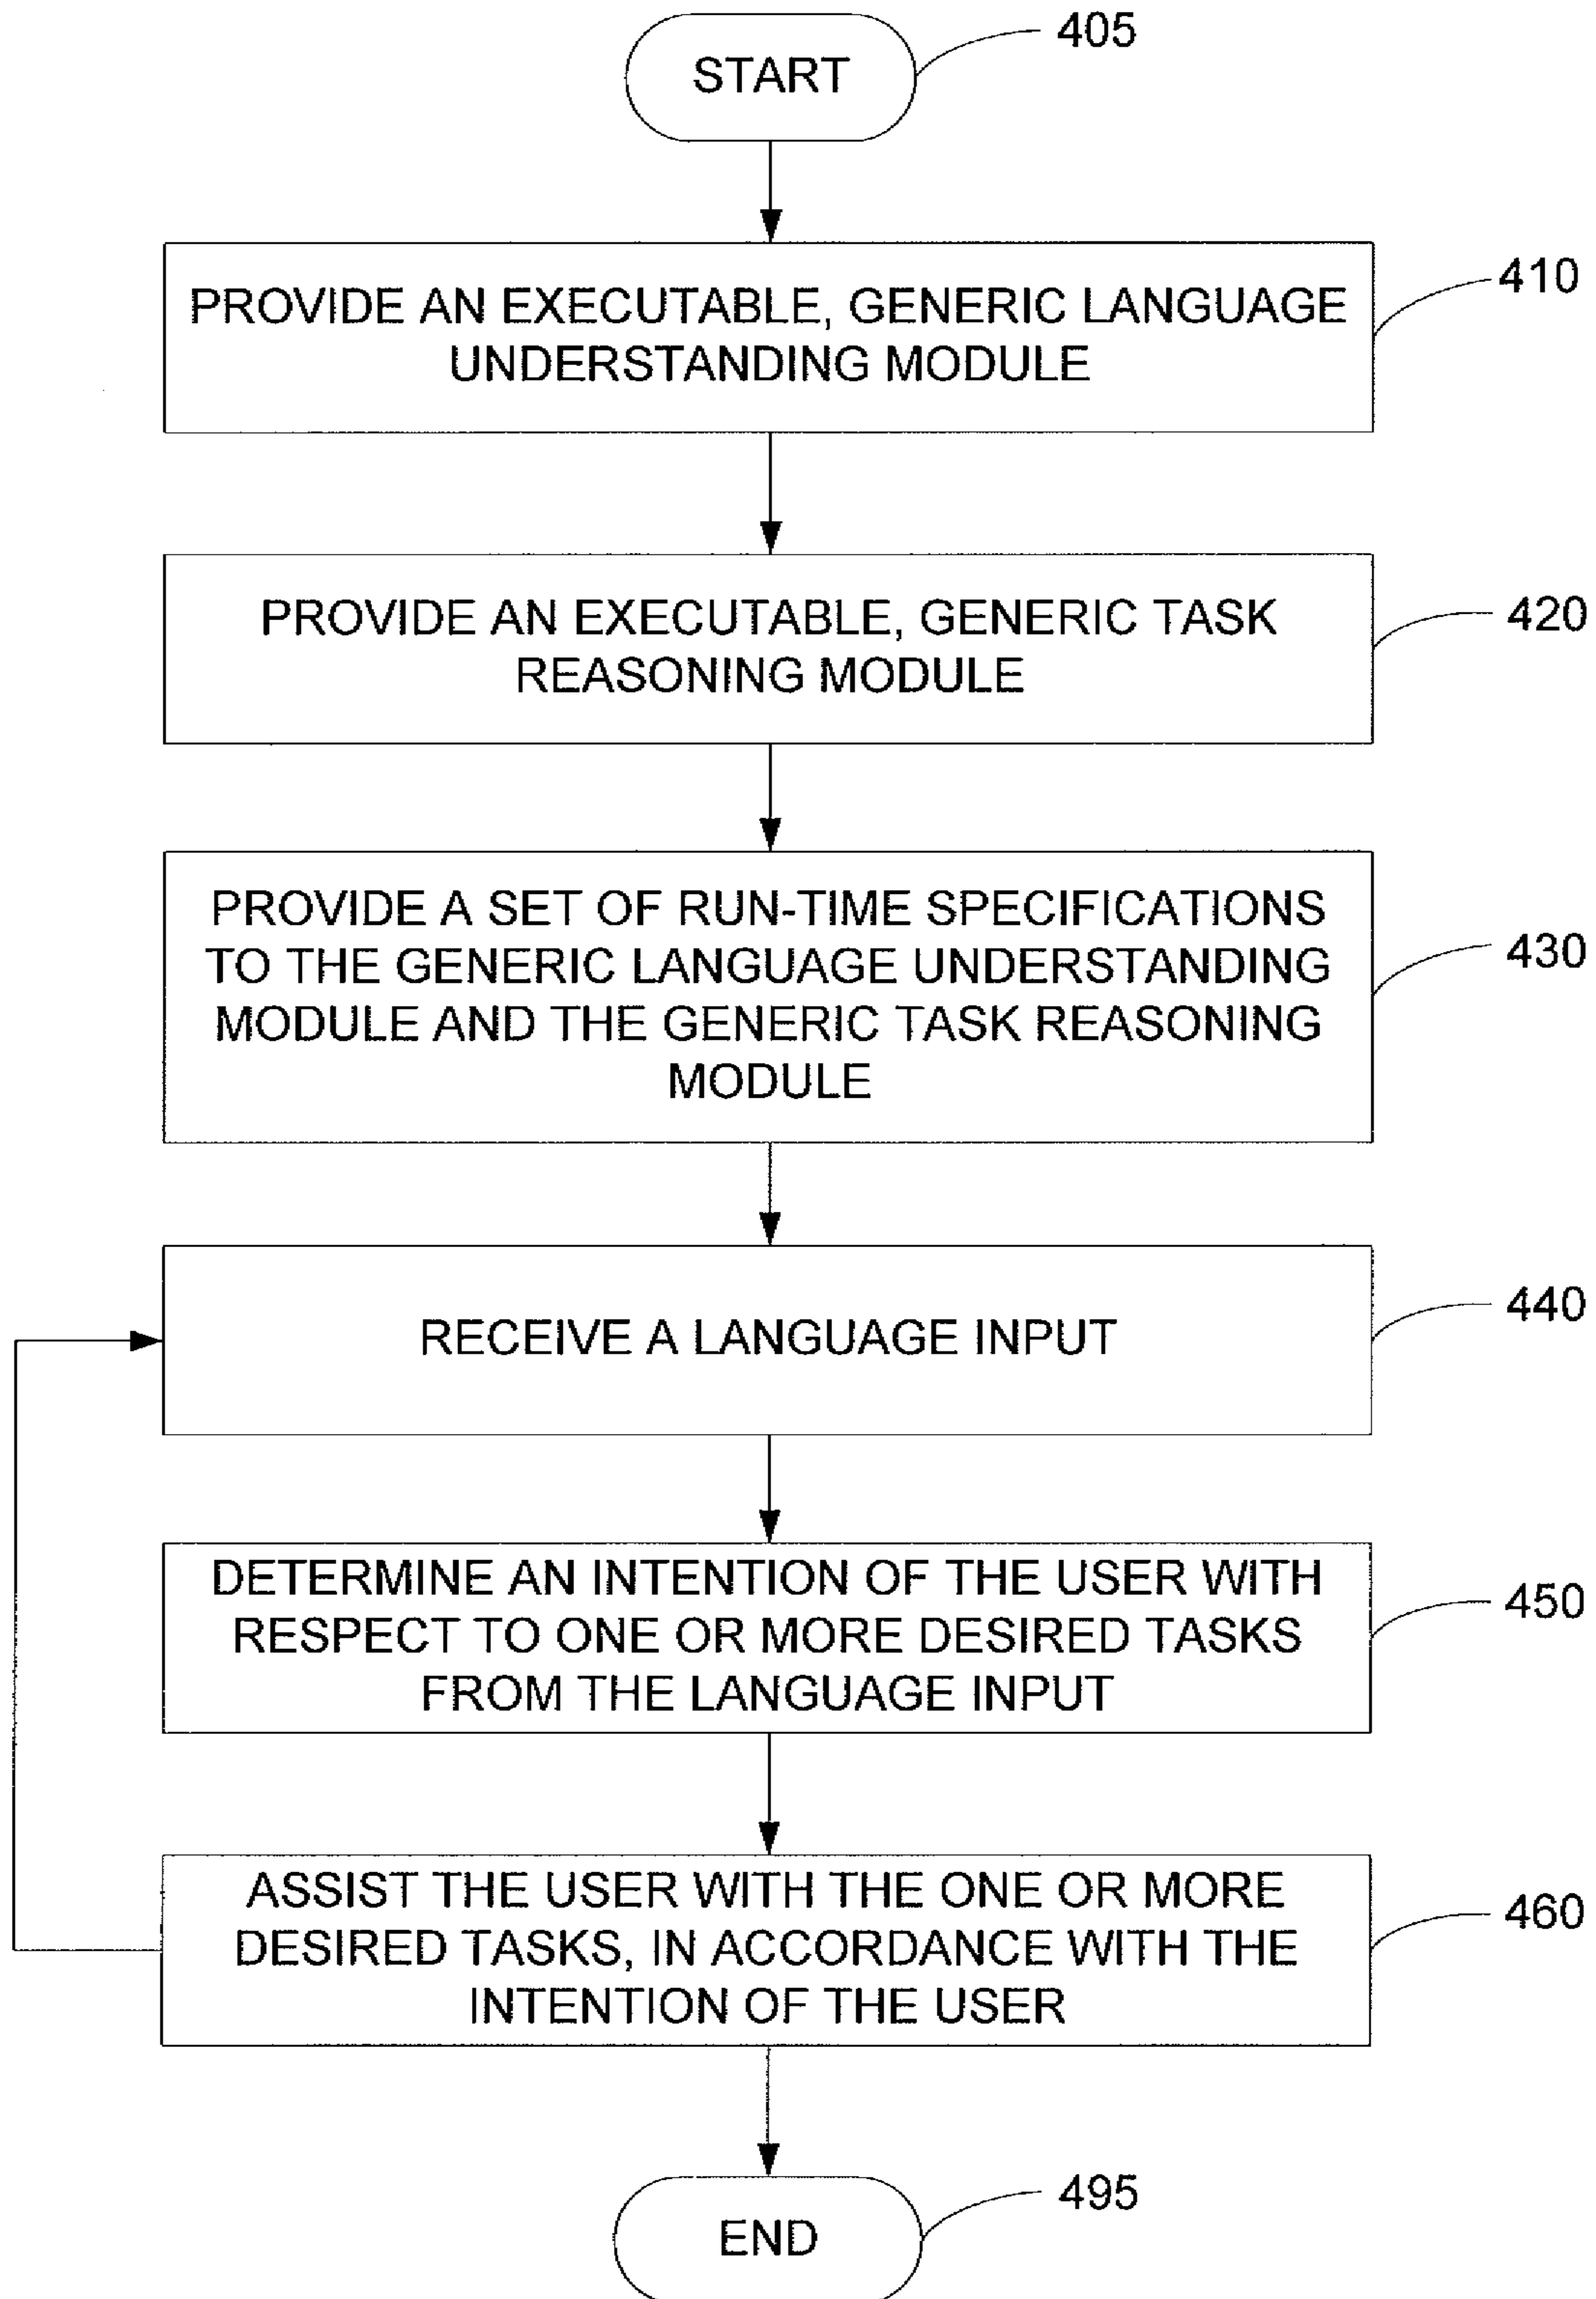 START
405
PROVIDE AN EXECUTABLE, GENERIC LANGUAGE
UNDERSTANDING MODULE
410
PROVIDE AN EXECUTABLE, GENERIC TASK
REASONING MODULE
420
PROVIDE A SET OF RUN-TIME SPECIFICATIONS
TO THE GENERIC LANGUAGE UNDERSTANDING
MODULE AND THE GENERIC TASK REASONING
MODULE
430
RECEIVE A LANGUAGE INPUT
440
DETERMINE AN INTENTION OF THE USER WITH
RESPECT TO ONE OR MORE DESIRED TASKS
FROM THE LANGUAGE INPUT
450
ASSIST THE USER WITH THE ONE OR MORE
DESIRED TASKS, IN ACCORDANCE WITH THE
INTENTION OF THE USER
460
END
495